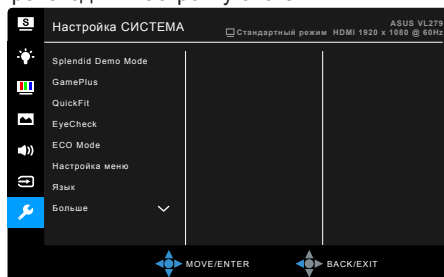 S
Настройка СИСТЕМА
Стандартный режим HDMI 1920 x 1080 @ 60Hz
ASUS VL279
Splendid Demo Mode
GamePlus
QuickFit
EyeCheck
ECO Mode
Настройка меню
Язык
Больше
MOVE/ENTER
BACK/EXIT